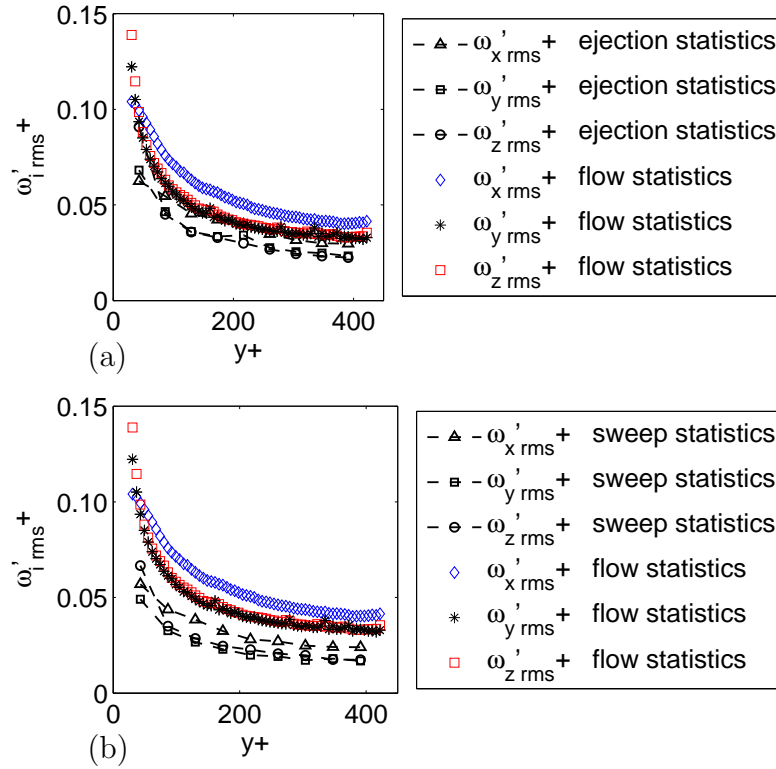 0.15
0.10
0.05
0
0 200 400
ω'i rms+
y+
(a)
ω'x rms+ ejection statistics
ω'y rms+ ejection statistics
ω'z rms+ ejection statistics
ω'x rms+ flow statistics
ω'y rms+ flow statistics
ω'z rms+ flow statistics
0.15
0.10
0.05
0
0 200 400
ω'i rms+
y+
(b)
ω'x rms+ sweep statistics
ω'y rms+ sweep statistics
ω'z rms+ sweep statistics
ω'x rms+ flow statistics
ω'y rms+ flow statistics
ω'z rms+ flow statistics